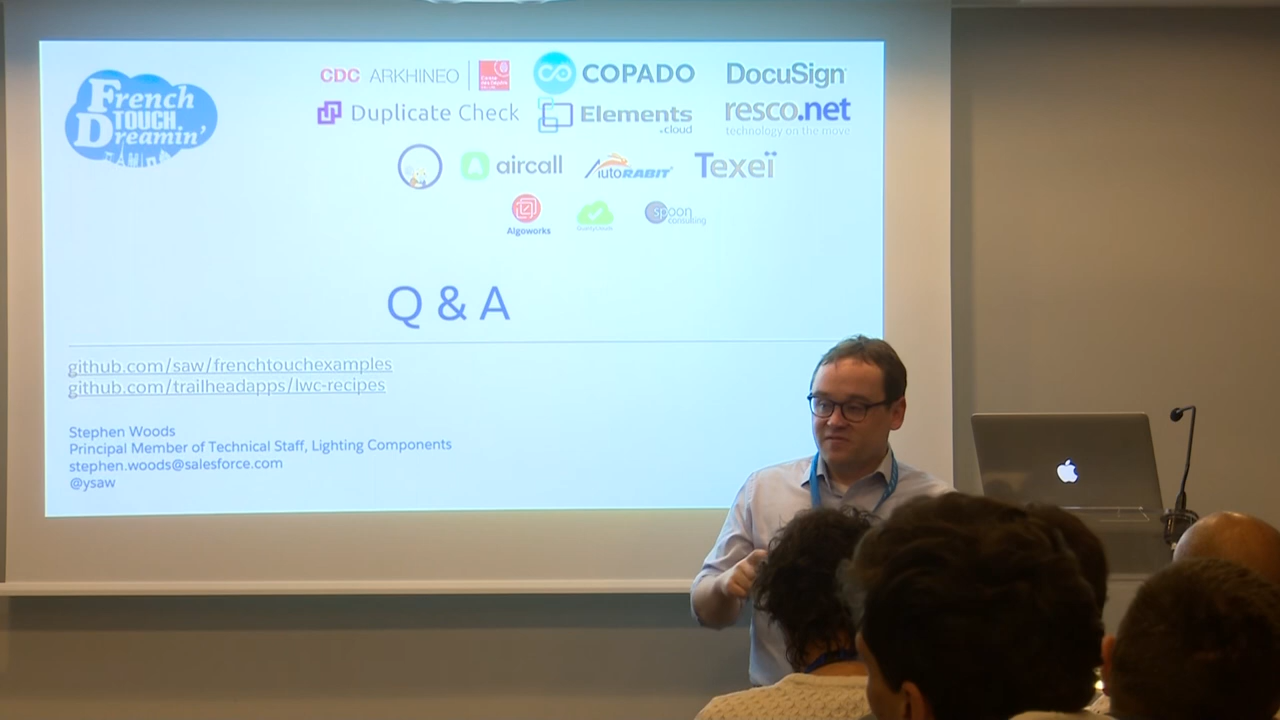 French
TOUCH
Dreamin'
CDC ARKHINEO
COPADO
DocuSign
Duplicate Check
Elements
.cloud
resco.net
technology on the move
aircall
AutoRABIT
Texeï
Algoworks
spoon
consulting
Q & A
github.com/saw/frenchtouchexamples
github.com/trailheadapps/lwc-recipes
Stephen Woods
Principal Member of Technical Staff, Lighting Components
stephen.woods@salesforce.com
@ysaw